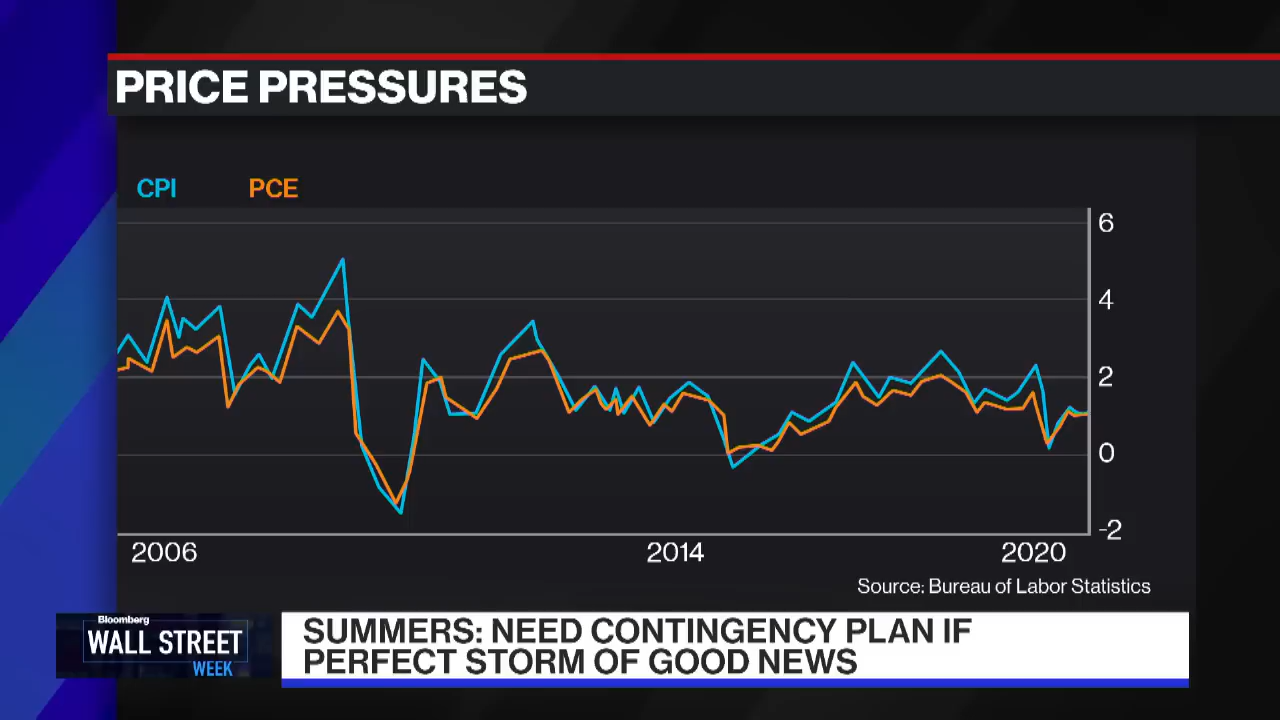 PRICE PRESSURES
CPI PCE
6
4
2
0
-2
2006 2014 2020
Source: Bureau of Labor Statistics
Bloomberg
WALL STREET
WEEK
SUMMERS: NEED CONTINGENCY PLAN IF
PERFECT STORM OF GOOD NEWS